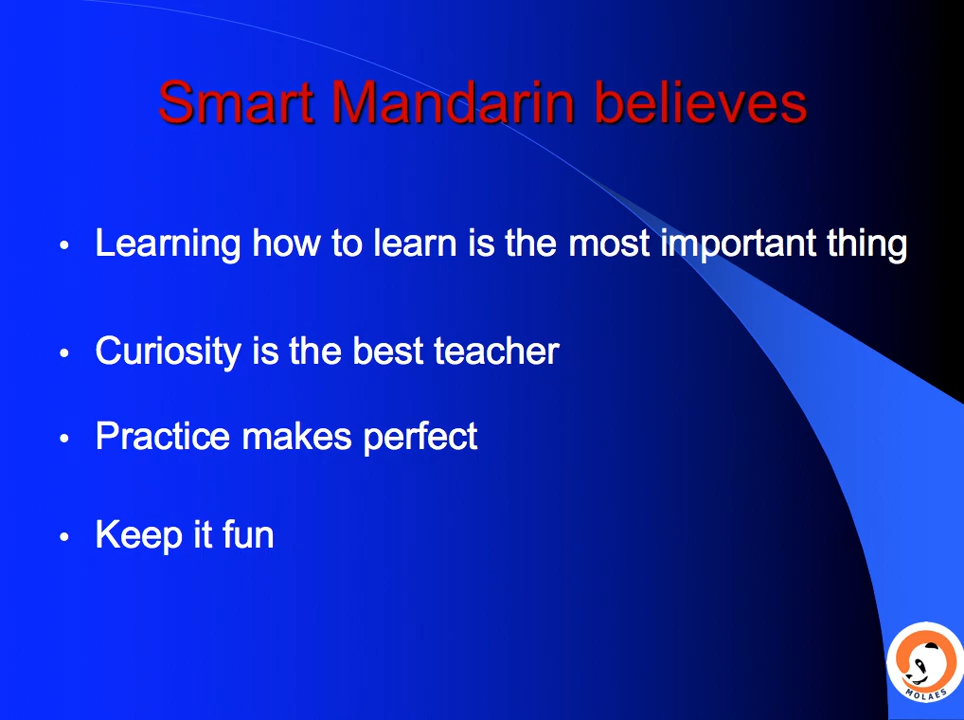 Smart Mandarin believes
• Learning how to learn is the most important thing
• Curiosity is the best teacher
• Practice makes perfect
• Keep it fun
MOLAES